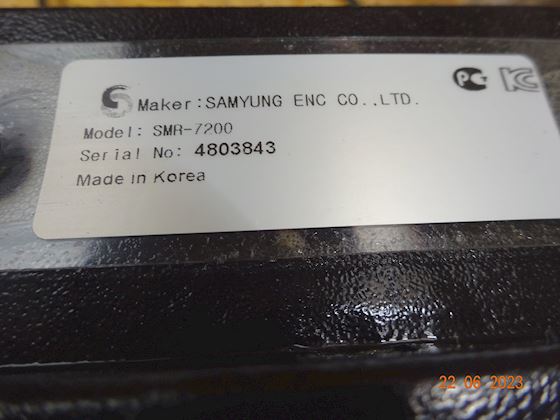 Maker: SAMYUNG ENC CO.,LTD.
Model: SMR-7200
Serial No: 4803843
Made in Korea
22 06 2023